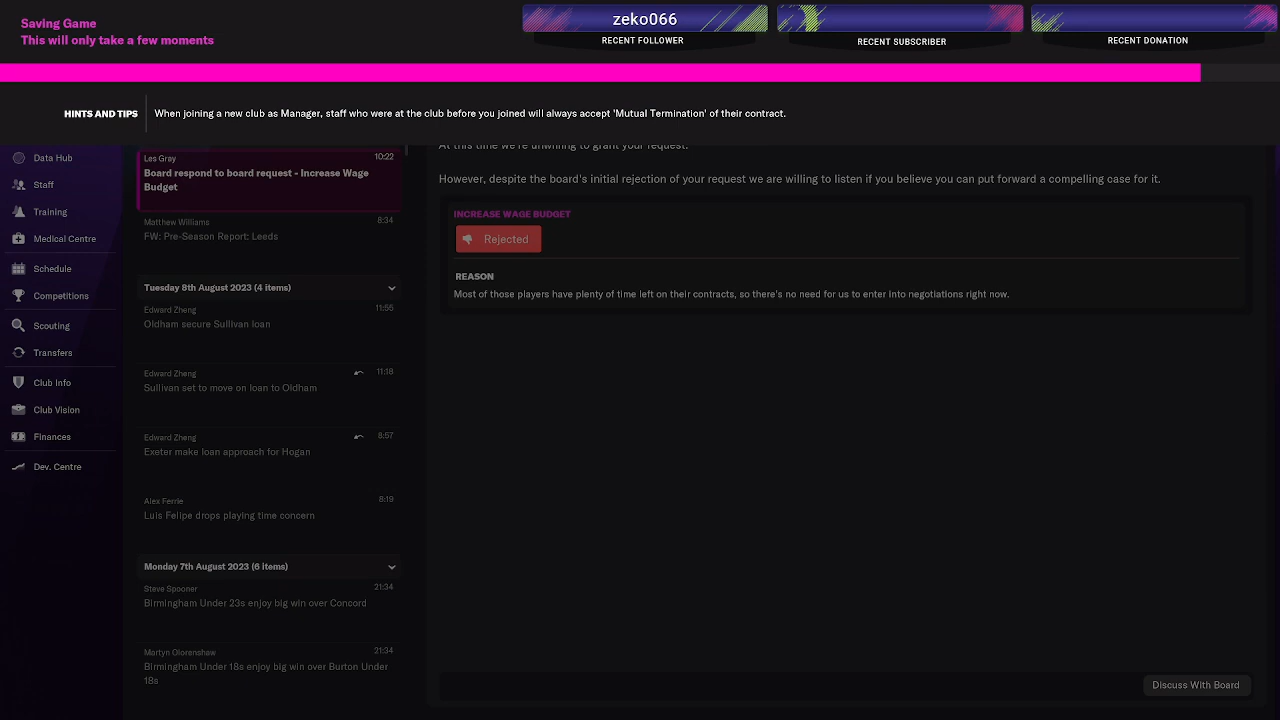 Saving Game
This will only take a few moments
zeko066
RECENT FOLLOWER
RECENT SUBSCRIBER
RECENT DONATION
HINTS AND TIPS
When joining a new club as Manager, staff who were at the club before you joined will always accept 'Mutual Termination' of their contract.
Data Hub
Staff
Training
Medical Centre
Schedule
Competitions
Scouting
Transfers
Club Info
Club Vision
Finances
Dev. Centre
Les Gray
10:22
Board respond to board request - Increase Wage
Budget
Matthew Williams
8:34
FW: Pre-Season Report: Leeds
Tuesday 8th August 2023 (4 items)
Edward Zheng
11:55
Oldham secure Sullivan loan
Edward Zheng
11:18
Sullivan set to move on loan to Oldham
Edward Zheng
8:57
Exeter make loan approach for Hogan
Alex Ferrie
8:19
Luis Felipe drops playing time concern
Monday 7th August 2023 (6 items)
Steve Spooner
21:34
Birmingham Under 23s enjoy big win over Concord
Martyn Olorenshaw
21:34
Birmingham Under 18s enjoy big win over Burton Under
18s
At this time we're unwilling to grant your request.
However, despite the board's initial rejection of your request we are willing to listen if you believe you can put forward a compelling case for it.
INCREASE WAGE BUDGET
Rejected
REASON
Most of those players have plenty of time left on their contracts, so there's no need for us to enter into negotiations right now.
Discuss With Board